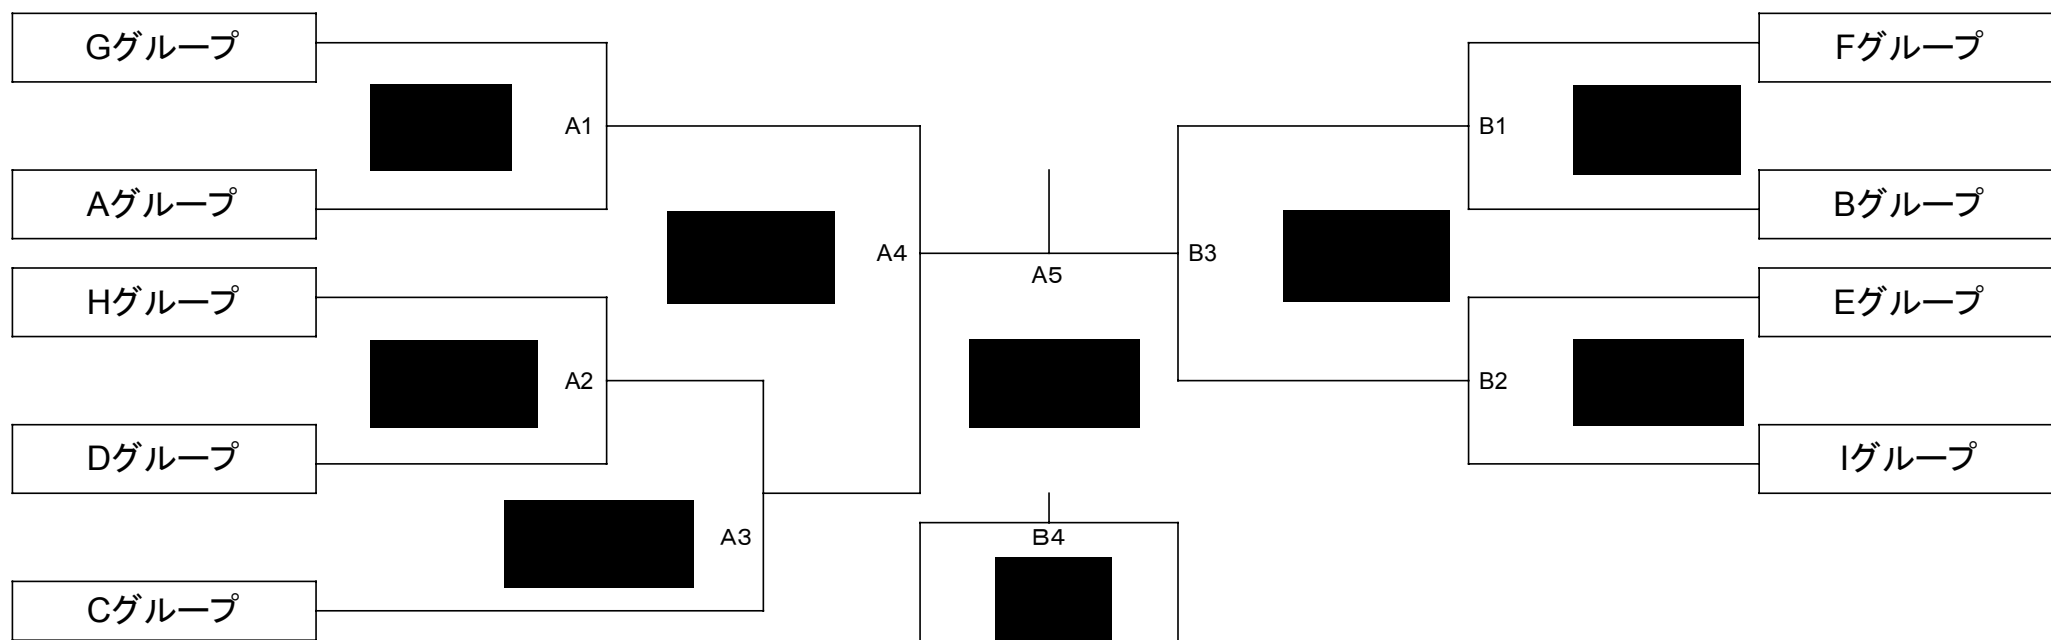 Gグループ
A1
Aグループ
Hグループ
A2
Dグループ
A3
Cグループ
A4
A5
B4
B3
B1
B2
Fグループ
Bグループ
Eグループ
Iグループ